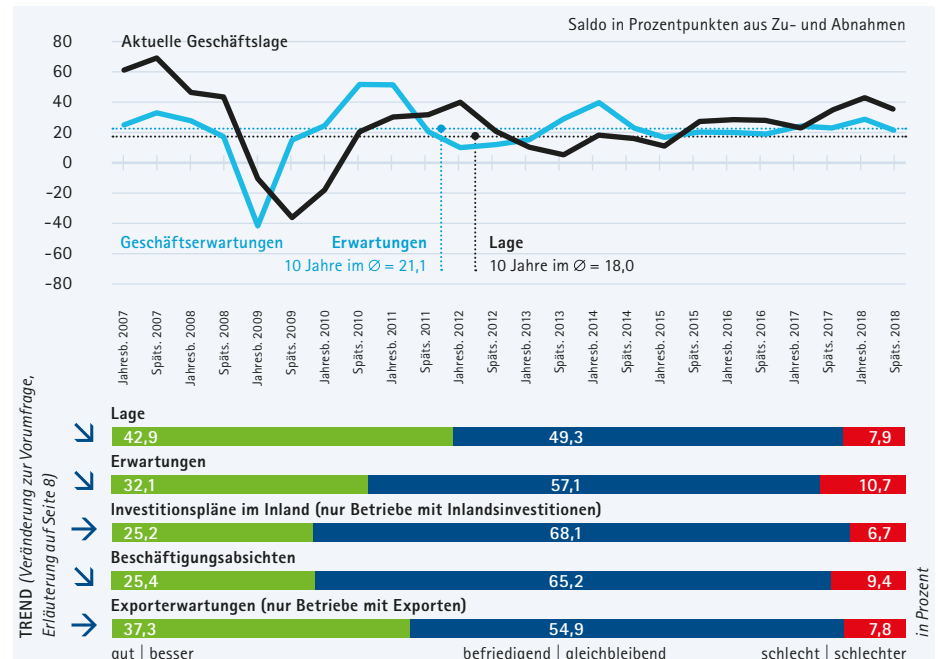 Saldo in Prozentpunkten aus Zu- und Abnahmen
80
Aktuelle Geschäftslage
60
40
20
0
-20
-40
Geschäftserwartungen Erwartungen Lage
-60
10 Jahre im Ø = 21,1 10 Jahre im Ø = 18,0
-80
Jahresb. 2007
Späts. 2007
Jahresb. 2008
Späts. 2008
Jahresb. 2009
Späts. 2009
Jahresb. 2010
Späts. 2010
Jahresb. 2011
Späts. 2011
Jahresb. 2012
Späts. 2012
Jahresb. 2013
Späts. 2013
Jahresb. 2014
Späts. 2014
Jahresb. 2015
Späts. 2015
Jahresb. 2016
Späts. 2016
Jahresb. 2017
Späts. 2017
Jahresb. 2018
Späts. 2018
TREND (Veränderung zur Vorumfrage,
Erläuterung auf Seite 8)
Lage
42,9 49,3 7,9
Erwartungen
32,1 57,1 10,7
Investitionspläne im Inland (nur Betriebe mit Inlandsinvestitionen)
25,2 68,1 6,7
Beschäftigungsabsichten
25,4 65,2 9,4
Exporterwartungen (nur Betriebe mit Exporten)
37,3 54,9 7,8
gut | besser befriedigend | gleichbleibend schlecht | schlechter
in Prozent